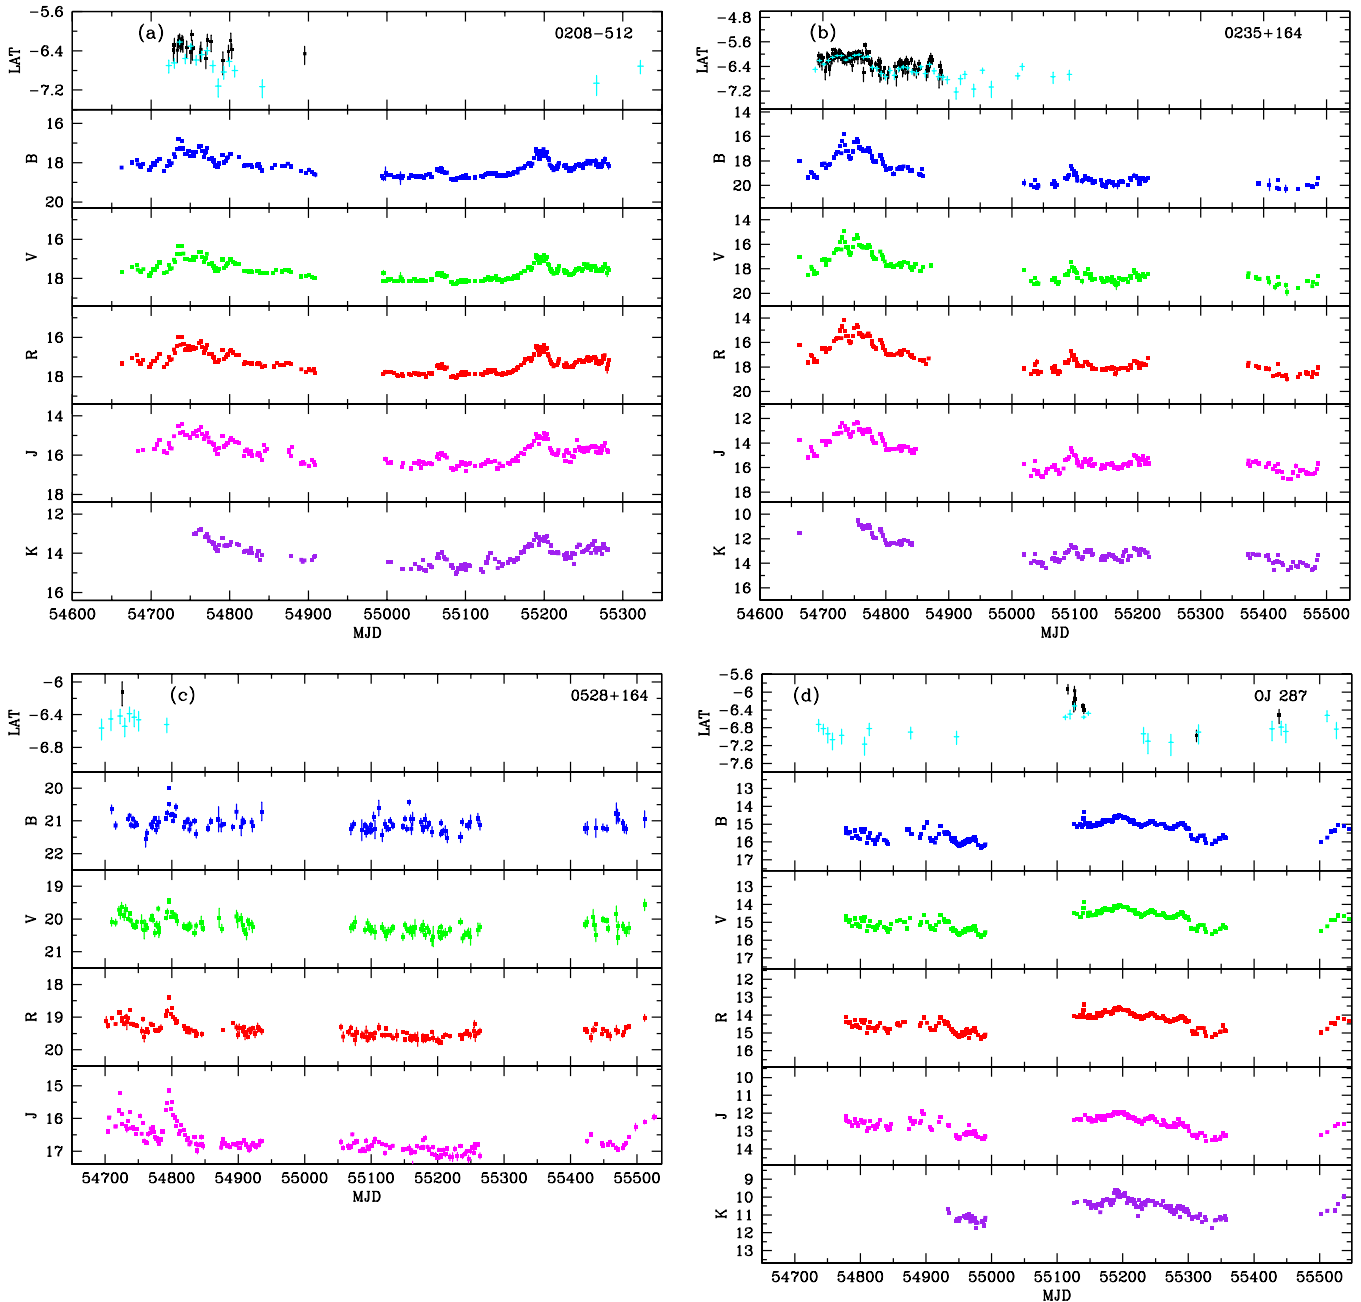 (a) 0208−512
LAT
−5.6
−6.4
−7.2
B
16
18
20
V
16
18
R
16
18
J
14
16
18
K
12
14
16
54600 54700 54800 54900 55000 55100 55200 55300
MJD
(b) 0235+164
LAT
−4.8
−5.6
−6.4
−7.2
B
14
16
18
20
V
14
16
18
20
R
14
16
18
20
J
12
14
16
18
K
10
12
14
16
54600 54700 54800 54900 55000 55100 55200 55300 55400 55500
MJD
(c) 0528+164
LAT
−6
−6.4
−6.8
B
20
21
22
V
19
20
21
R
18
19
20
J
15
16
17
54700 54800 54900 55000 55100 55200 55300 55400 55500
MJD
(d) OJ 287
LAT
−5.6
−6
−6.4
−6.8
−7.2
−7.6
B
13
14
15
16
17
V
13
14
15
16
R
13
14
15
16
J
10
11
12
13
14
K
9
10
11
12
13
54700 54800 54900 55000 55100 55200 55300 55400 55500
MJD